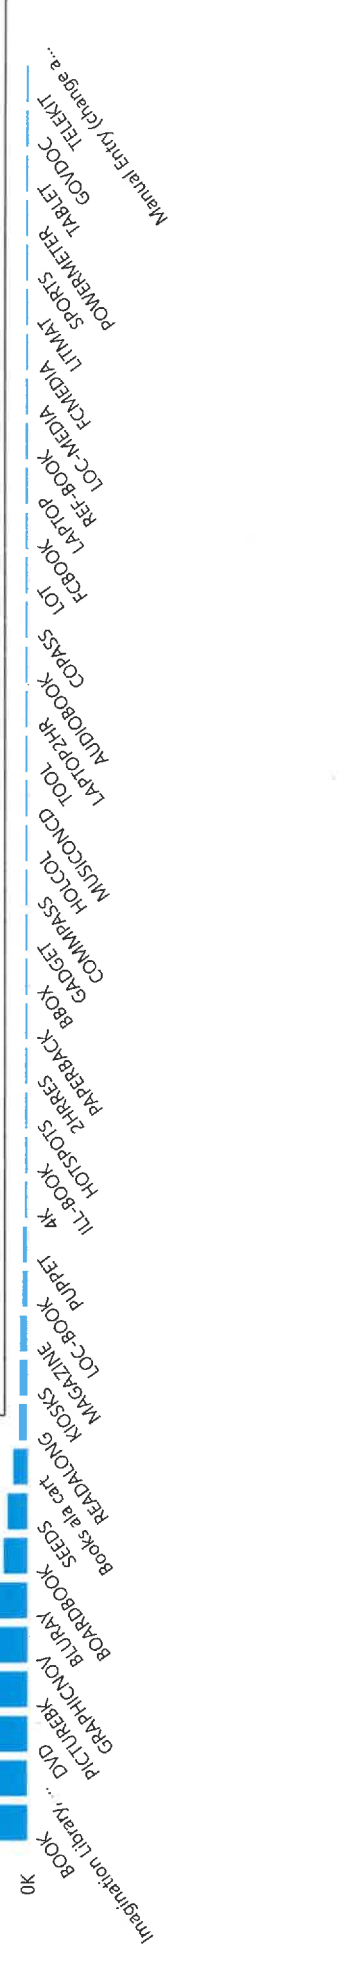 0K
BOOK
Imagination Library,...
DVD
PICTUREBK
GRAPHICNOV
BLURAY
BOARDBOOK
SEEDS
Books ala cart
READALONG
KIOSKS
MAGAZINE
LOC-BOOK
PUPPET
4K
ILL-BOOK
HOTSPOTS
2HRRES
PAPERBACK
BBOX
GADGET
COMMPASS
HOLCOL
MUSICONCD
TOOL
LAPTOP2HR
AUDIOBOOK
COPASS
LOT
FCBOOK
LAPTOP
REF-BOOK
LOC-MEDIA
FCMEDIA
LITMAT
SPORTS
POWERMETER
TABLET
GOVDOC
TELEKIT
Manual Entry (change a...